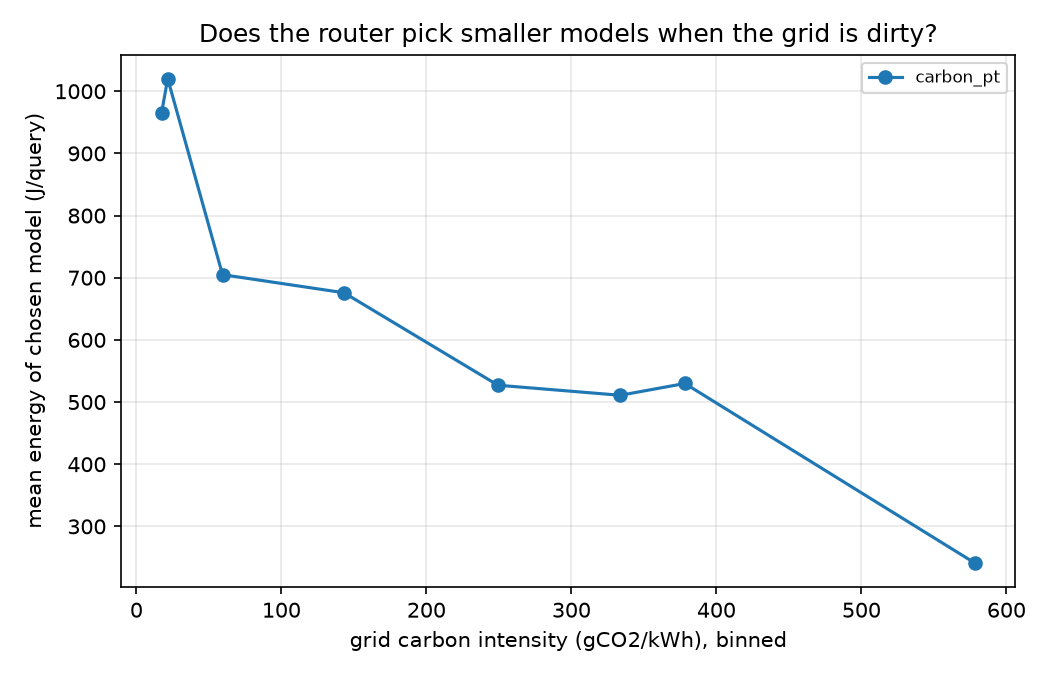 Does the router pick smaller models when the grid is dirty?
carbon_pt
mean energy of chosen model (J/query)
1000
900
800
700
600
500
400
300
0 100 200 300 400 500 600
grid carbon intensity (gCO2/kWh), binned